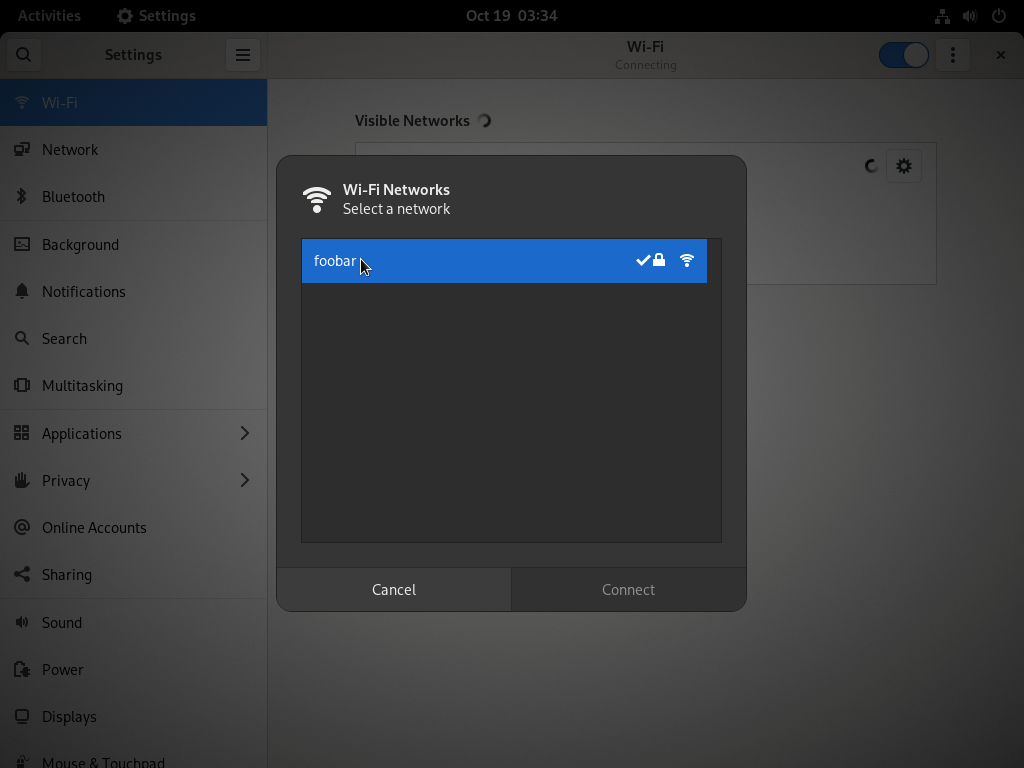 Activities
Settings
Oct 19 03:34
Settings
Wi-Fi
Connecting
Wi-Fi
Network
Bluetooth
Background
Notifications
Search
Multitasking
Applications
Privacy
Online Accounts
Sharing
Sound
Power
Displays
Mouse & Touchpad
Visible Networks
Wi-Fi Networks
Select a network
foobar
Cancel
Connect